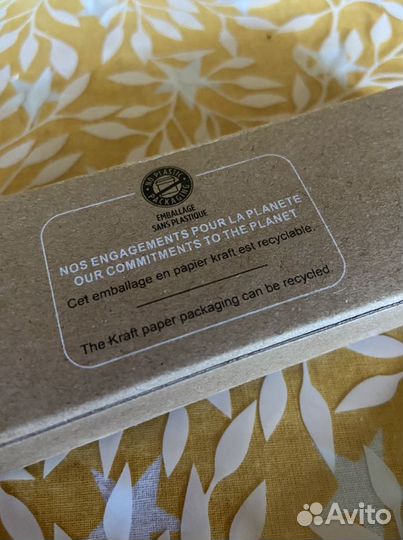 NO PLASTIC
PACKAGING
EMBALLAGE
SANS PLASTIQUE
NOS ENGAGEMENTS POUR LA PLANETE
OUR COMMITMENTS TO THE PLANET
Cet emballage en papier kraft est recyclable.
The Kraft paper packaging can be recycled.
Avito